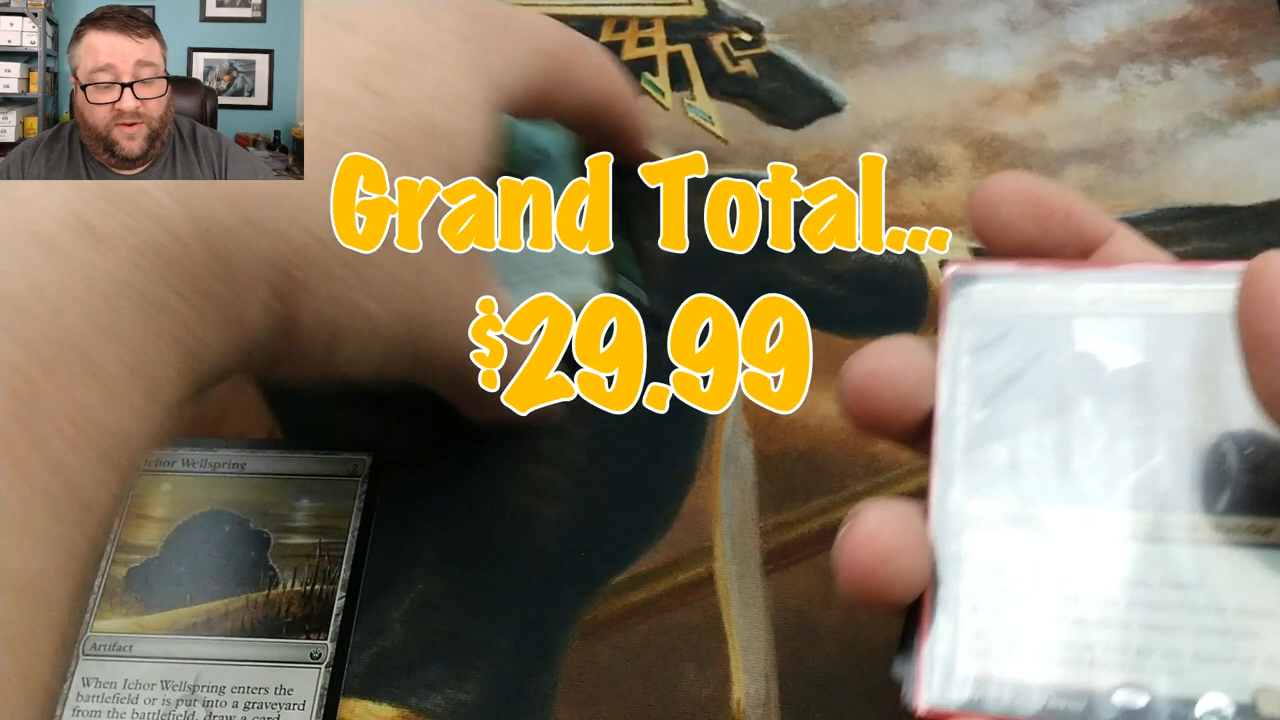 Grand Total...
$29.99
Ichor Wellspring 2
Artifact
When Ichor Wellspring enters the
battlefield or is put into a graveyard
from the battlefield, draw a card.